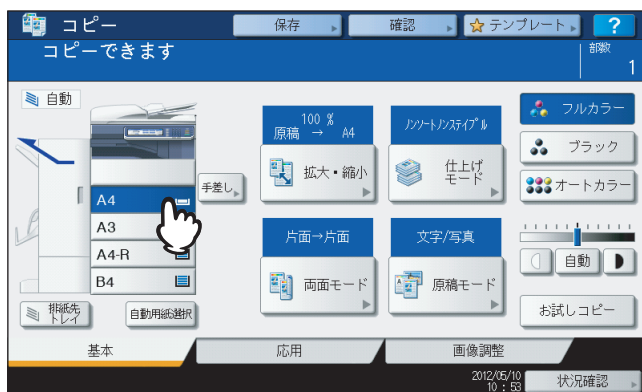 コピー
保存
確認
テンプレート
?
コピーできます
部数
1
自動
100 %
原稿 → A4
ノンソートノンステイプル
フルカラー
拡大・縮小
仕上げ
モード
ブラック
手差し
オートカラー
A4
A3
A4-R
B4
片面→片面
文字/写真
両面モード
原稿モード
自動
排紙先
トレイ
自動用紙選択
お試しコピー
基本
応用
画像調整
2012/05/10
10 : 53
状況確認